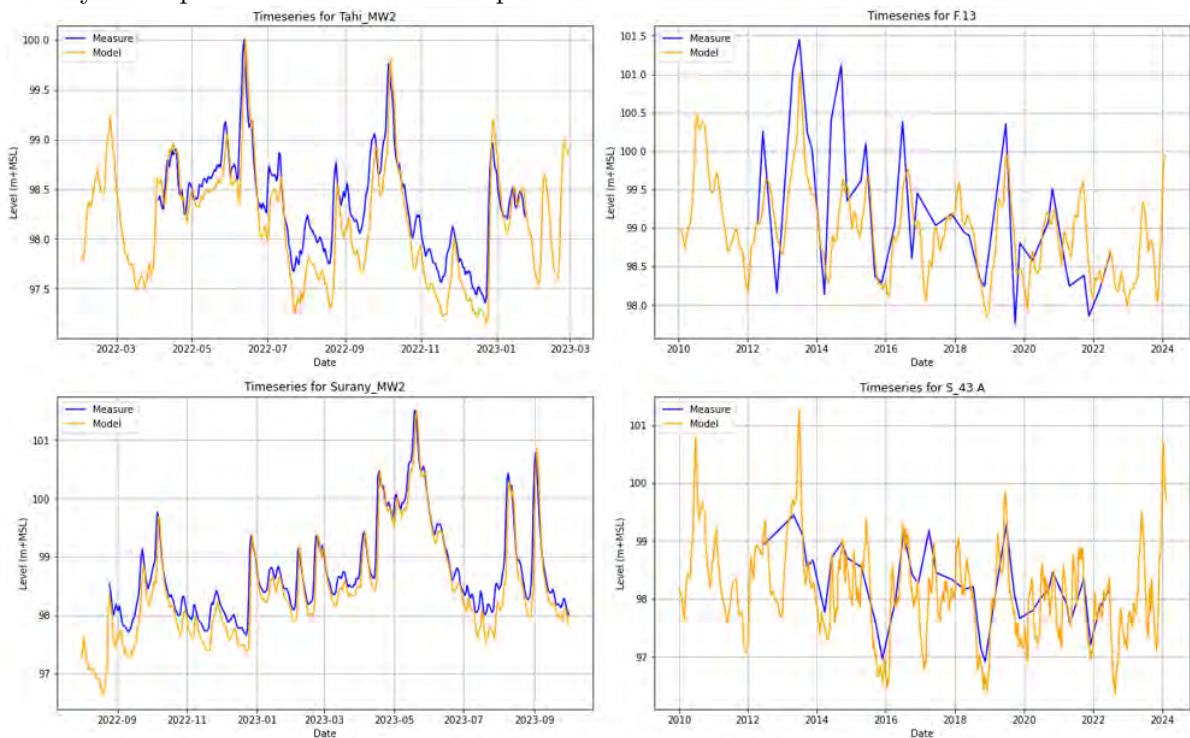 Timeseries for Tahi_MW2
Measure
Model
100.0
99.5
99.0
98.5
98.0
97.5
Level (m+MSL)
2022-03
2022-05
2022-07
2022-09
2022-11
2023-01
2023-03
Date
Timeseries for F.13
Measure
Model
101.5
101.0
100.5
100.0
99.5
99.0
98.5
98.0
Level (m+MSL)
2010
2012
2014
2016
2018
2020
2022
2024
Date
Timeseries for Surany_MW2
Measure
Model
101
100
99
98
97
Level (m+MSL)
2022-09
2022-11
2023-01
2023-03
2023-05
2023-07
2023-09
Date
Timeseries for S_43.A
Measure
Model
101
100
99
98
97
Level (m+MSL)
2010
2012
2014
2016
2018
2020
2022
2024
Date